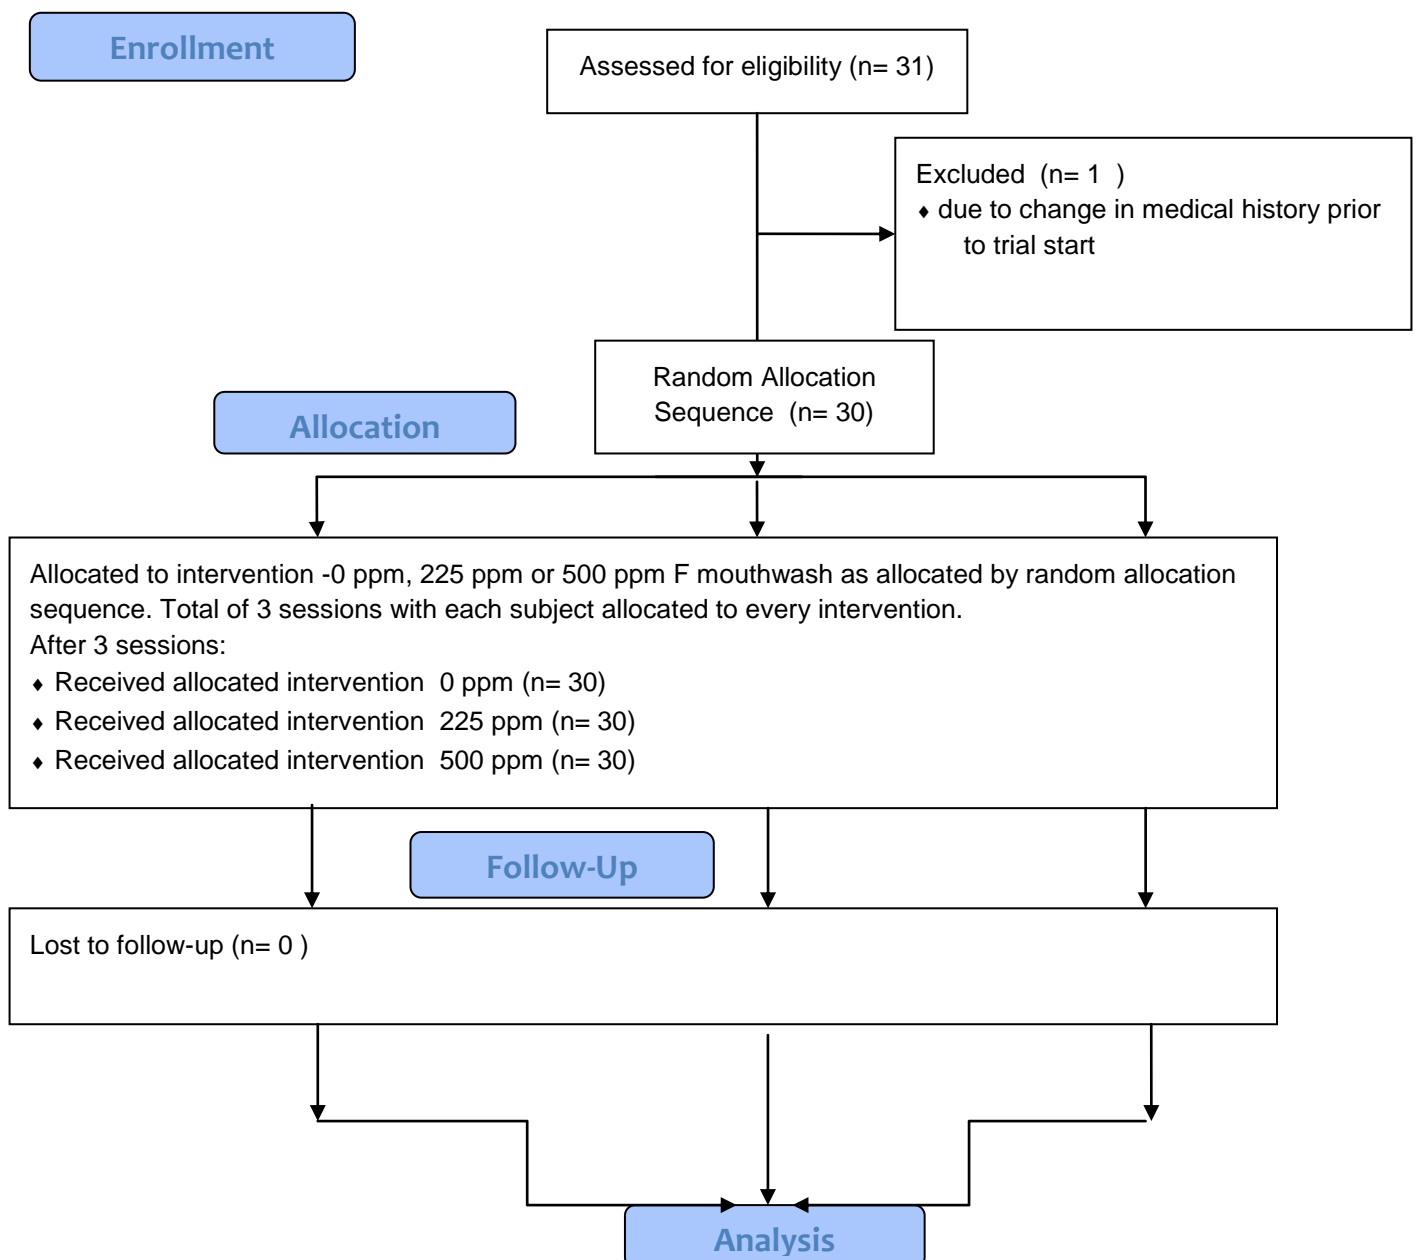 Enrollment
Assessed for eligibility (n= 31)
Excluded  (n= 1  )
♦ due to change in medical history prior
to trial start
Random Allocation
Sequence  (n= 30)
Allocation
Allocated to intervention -0 ppm, 225 ppm or 500 ppm F mouthwash as allocated by random allocation
sequence. Total of 3 sessions with each subject allocated to every intervention.
After 3 sessions:
♦ Received allocated intervention  0 ppm (n= 30)
♦ Received allocated intervention  225 ppm (n= 30)
♦ Received allocated intervention  500 ppm (n= 30)
Follow-Up
Lost to follow-up (n= 0 )
Analysis